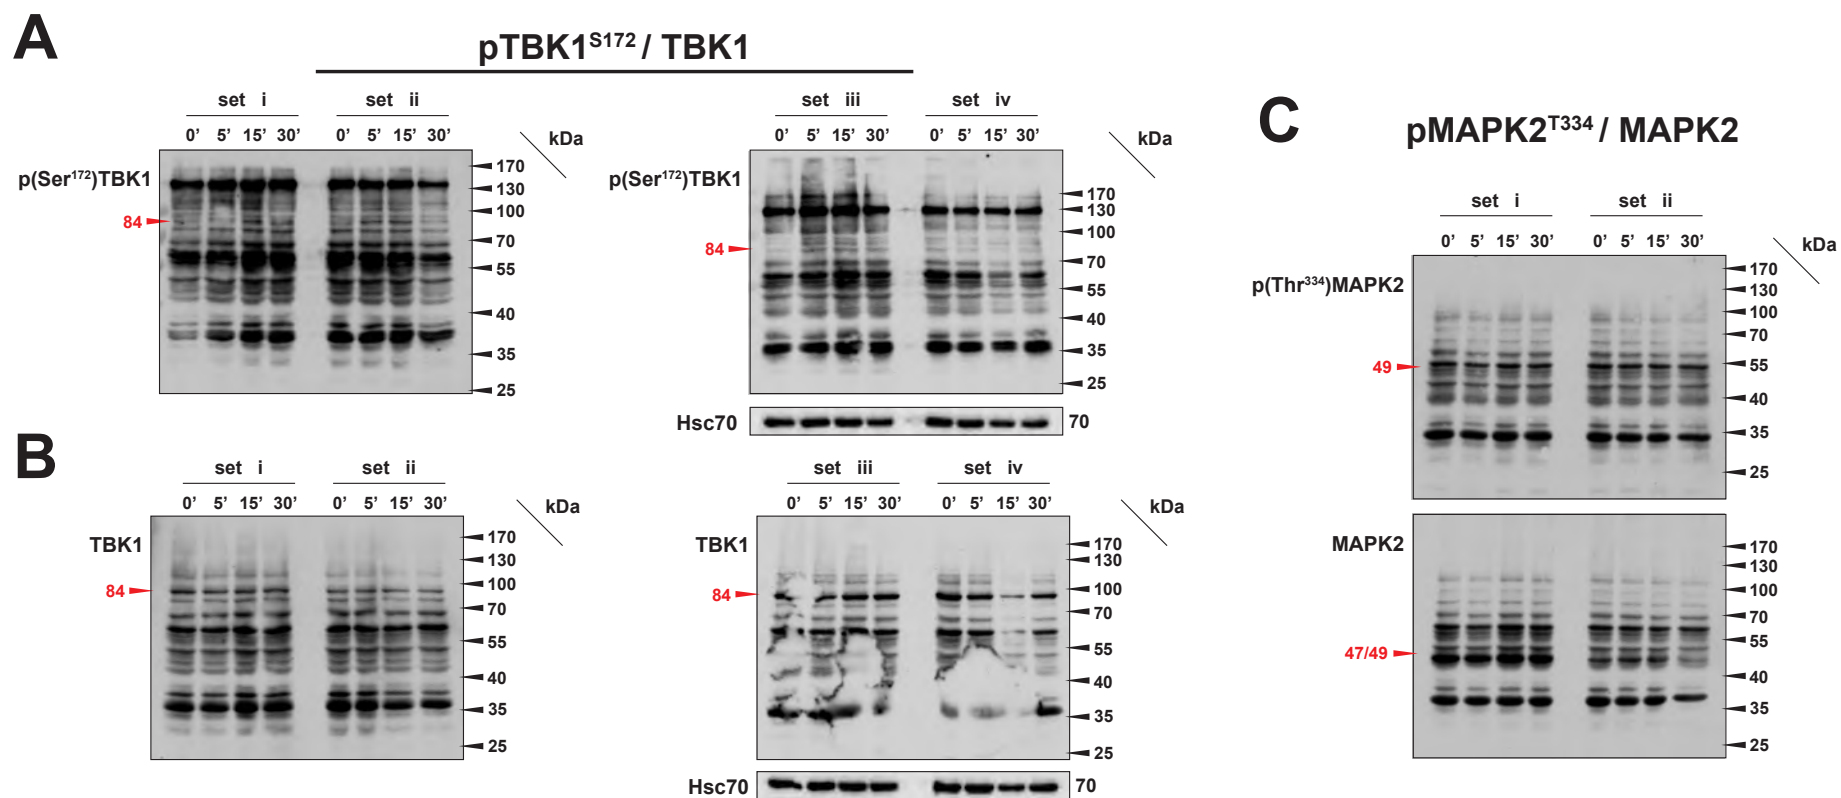 A
pTBK1S172 / TBK1
set i
set ii
0' 5' 15' 30'
0' 5' 15' 30'
kDa
p(Ser172)TBK1
84
170
130
100
70
55
40
35
25
set iii
set iv
0' 5' 15' 30'
0' 5' 15' 30'
kDa
p(Ser172)TBK1
84
170
130
100
70
55
40
35
25
Hsc70
70
B
set i
set ii
0' 5' 15' 30'
0' 5' 15' 30'
kDa
TBK1
84
170
130
100
70
55
40
35
25
set iii
set iv
0' 5' 15' 30'
0' 5' 15' 30'
kDa
TBK1
84
170
130
100
70
55
40
35
25
Hsc70
70
C
pMAPK2T334 / MAPK2
set i
set ii
0' 5' 15' 30'
0' 5' 15' 30'
kDa
p(Thr334)MAPK2
49
170
130
100
70
55
40
35
25
MAPK2
47/49
170
130
100
70
55
40
35
25